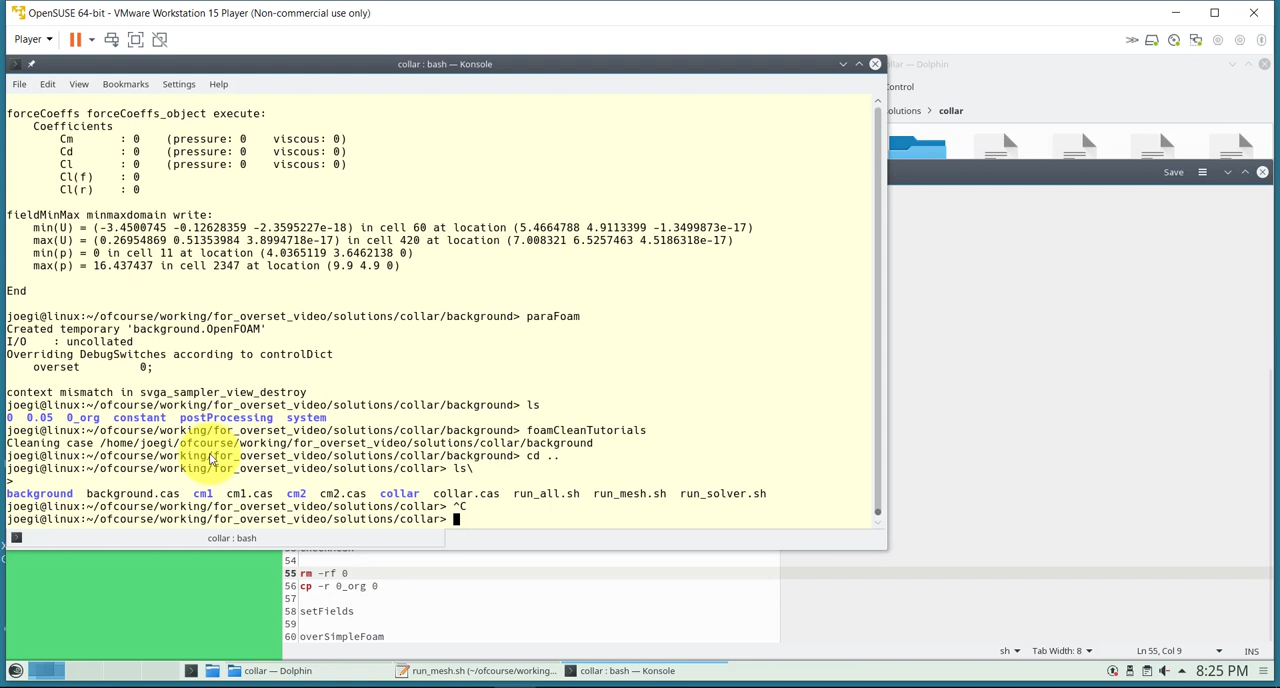 OpenSUSE 64-bit - VMware Workstation 15 Player (Non-commercial use only)
Player
collar : bash — Konsole
File Edit View Bookmarks Settings Help
forceCoeffs forceCoeffs_object execute:
Coefficients
Cm : 0 (pressure: 0 viscous: 0)
Cd : 0 (pressure: 0 viscous: 0)
Cl : 0 (pressure: 0 viscous: 0)
Cl(f) : 0
Cl(r) : 0
fieldMinMax minmaxdomain write:
min(U) = (-3.4500745 -0.12628359 -2.3595227e-18) in cell 60 at location (5.4664788 4.9113399 -1.3499873e-17)
max(U) = (0.26954869 0.51353984 3.8994718e-17) in cell 420 at location (7.008321 6.5257463 4.5186318e-17)
min(p) = 0 in cell 11 at location (4.0365119 3.6462138 0)
max(p) = 16.437437 in cell 2347 at location (9.9 4.9 0)
End
joegi@linux:~/ofcourse/working/for_overset_video/solutions/collar/background> paraFoam
Created temporary 'background.OpenFOAM'
I/O : uncollated
Overriding DebugSwitches according to controlDict
overset 0;
context mismatch in svga_sampler_view_destroy
joegi@linux:~/ofcourse/working/for_overset_video/solutions/collar/background> ls
0 0.05 0_org constant postProcessing system
joegi@linux:~/ofcourse/working/for_overset_video/solutions/collar/background> foamCleanTutorials
Cleaning case /home/joegi/ofcourse/working/for_overset_video/solutions/collar/background
joegi@linux:~/ofcourse/working/for_overset_video/solutions/collar/background> cd ..
joegi@linux:~/ofcourse/working/for_overset_video/solutions/collar> ls\
>
background background.cas cm1 cm1.cas cm2 cm2.cas collar collar.cas run_all.sh run_mesh.sh run_solver.sh
joegi@linux:~/ofcourse/working/for_overset_video/solutions/collar> ^C
joegi@linux:~/ofcourse/working/for_overset_video/solutions/collar>
collar : bash
— Dolphin
ontrol
olutions > collar
Save
54
55 rm -rf 0
56 cp -r 0_org 0
57
58 setFields
59
60 overSimpleFoam
sh Tab Width: 8 Ln 55, Col 9 INS
collar — Dolphin
run_mesh.sh (~/ofcourse/working...
collar : bash — Konsole
8:25 PM